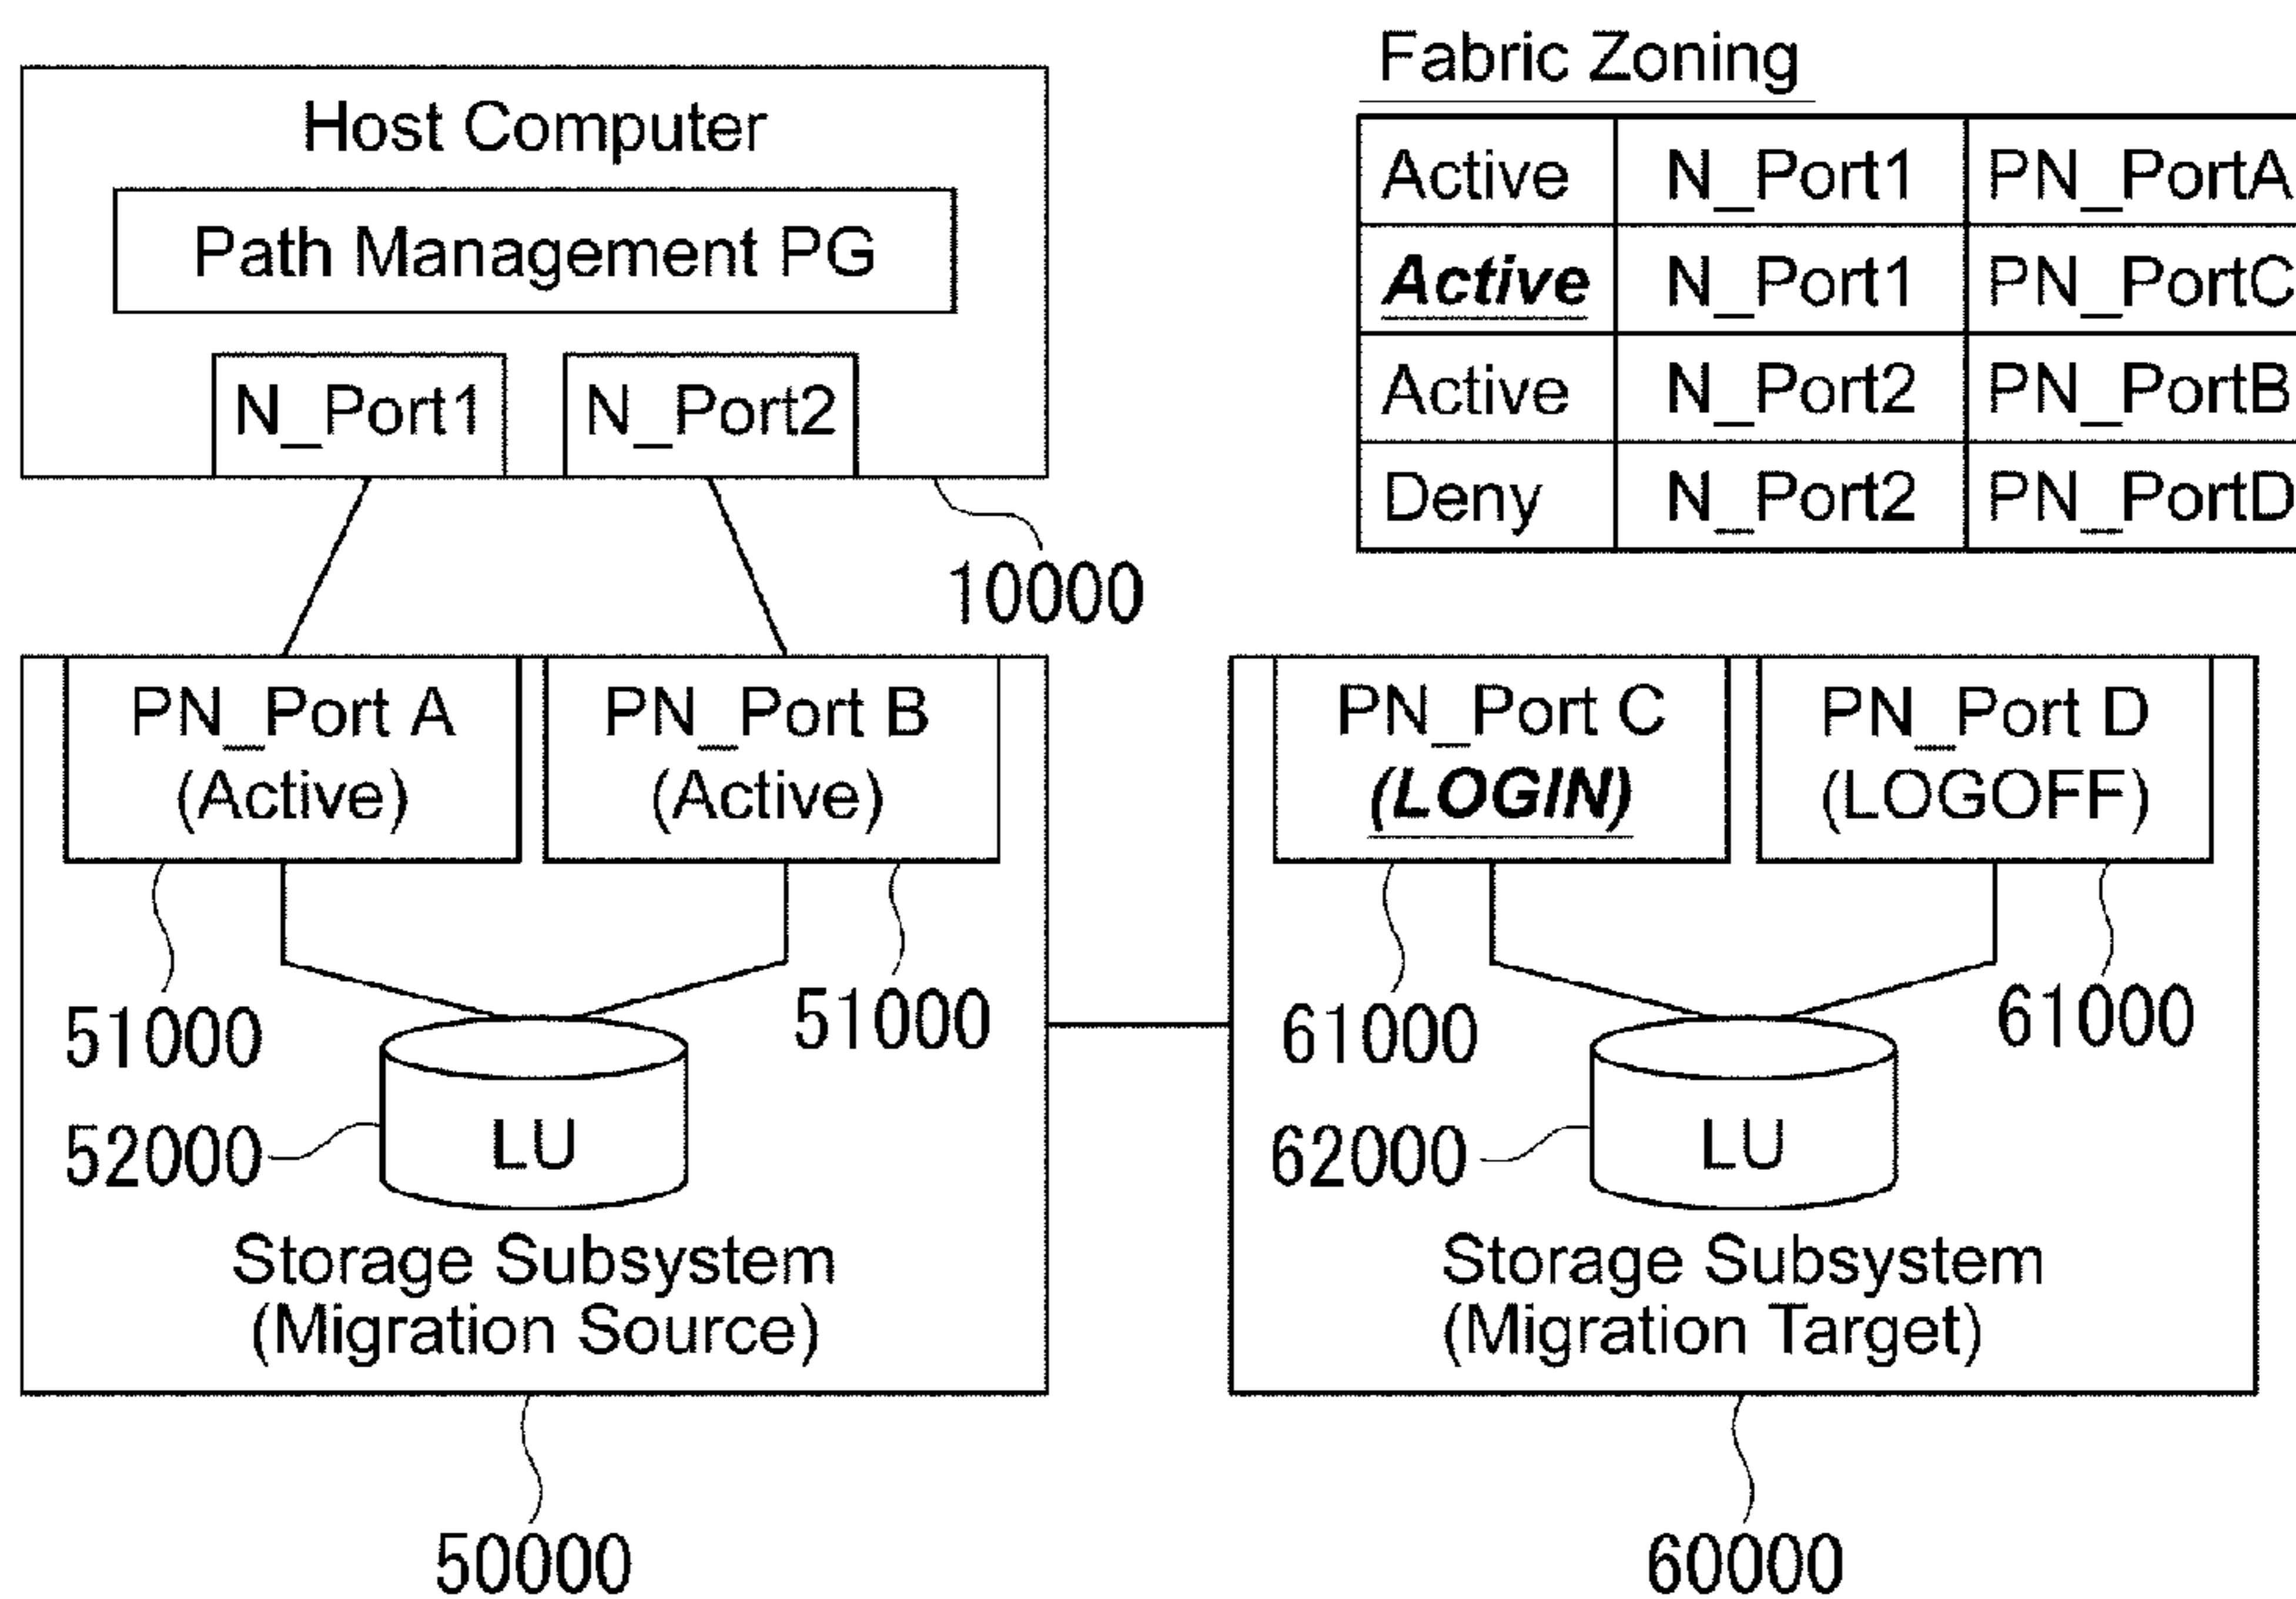 Host Computer
Path Management PG
N_Port1
N_Port2
10000
Fabric Zoning
Active N_Port1 PN_PortA
Active N_Port1 PN_PortC
Active N_Port2 PN_PortB
Deny N_Port2 PN_PortD
PN_Port A
(Active)
PN_Port B
(Active)
51000
51000
52000
LU
Storage Subsystem
(Migration Source)
50000
PN_Port C
(LOGIN)
PN_Port D
(LOGOFF)
61000
61000
62000
LU
Storage Subsystem
(Migration Target)
60000